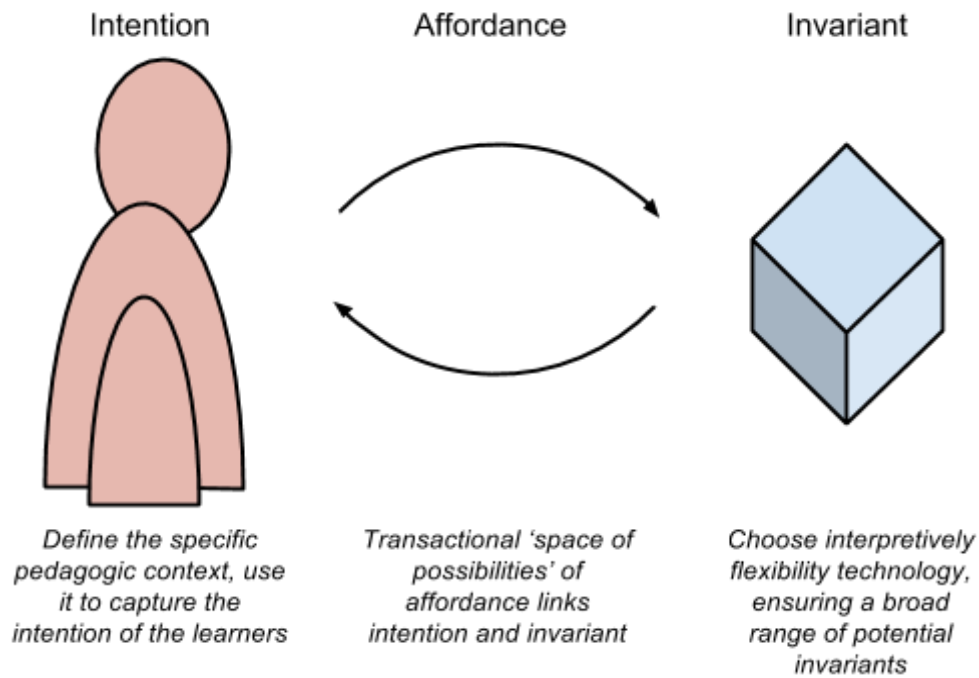 Intention
Affordance
Invariant
Define the specific
pedagogic context, use
it to capture the
intention of the learners
Transactional ‘space of
possibilities’ of
affordance links
intention and invariant
Choose interpretively
flexibility technology,
ensuring a broad
range of potential
invariants